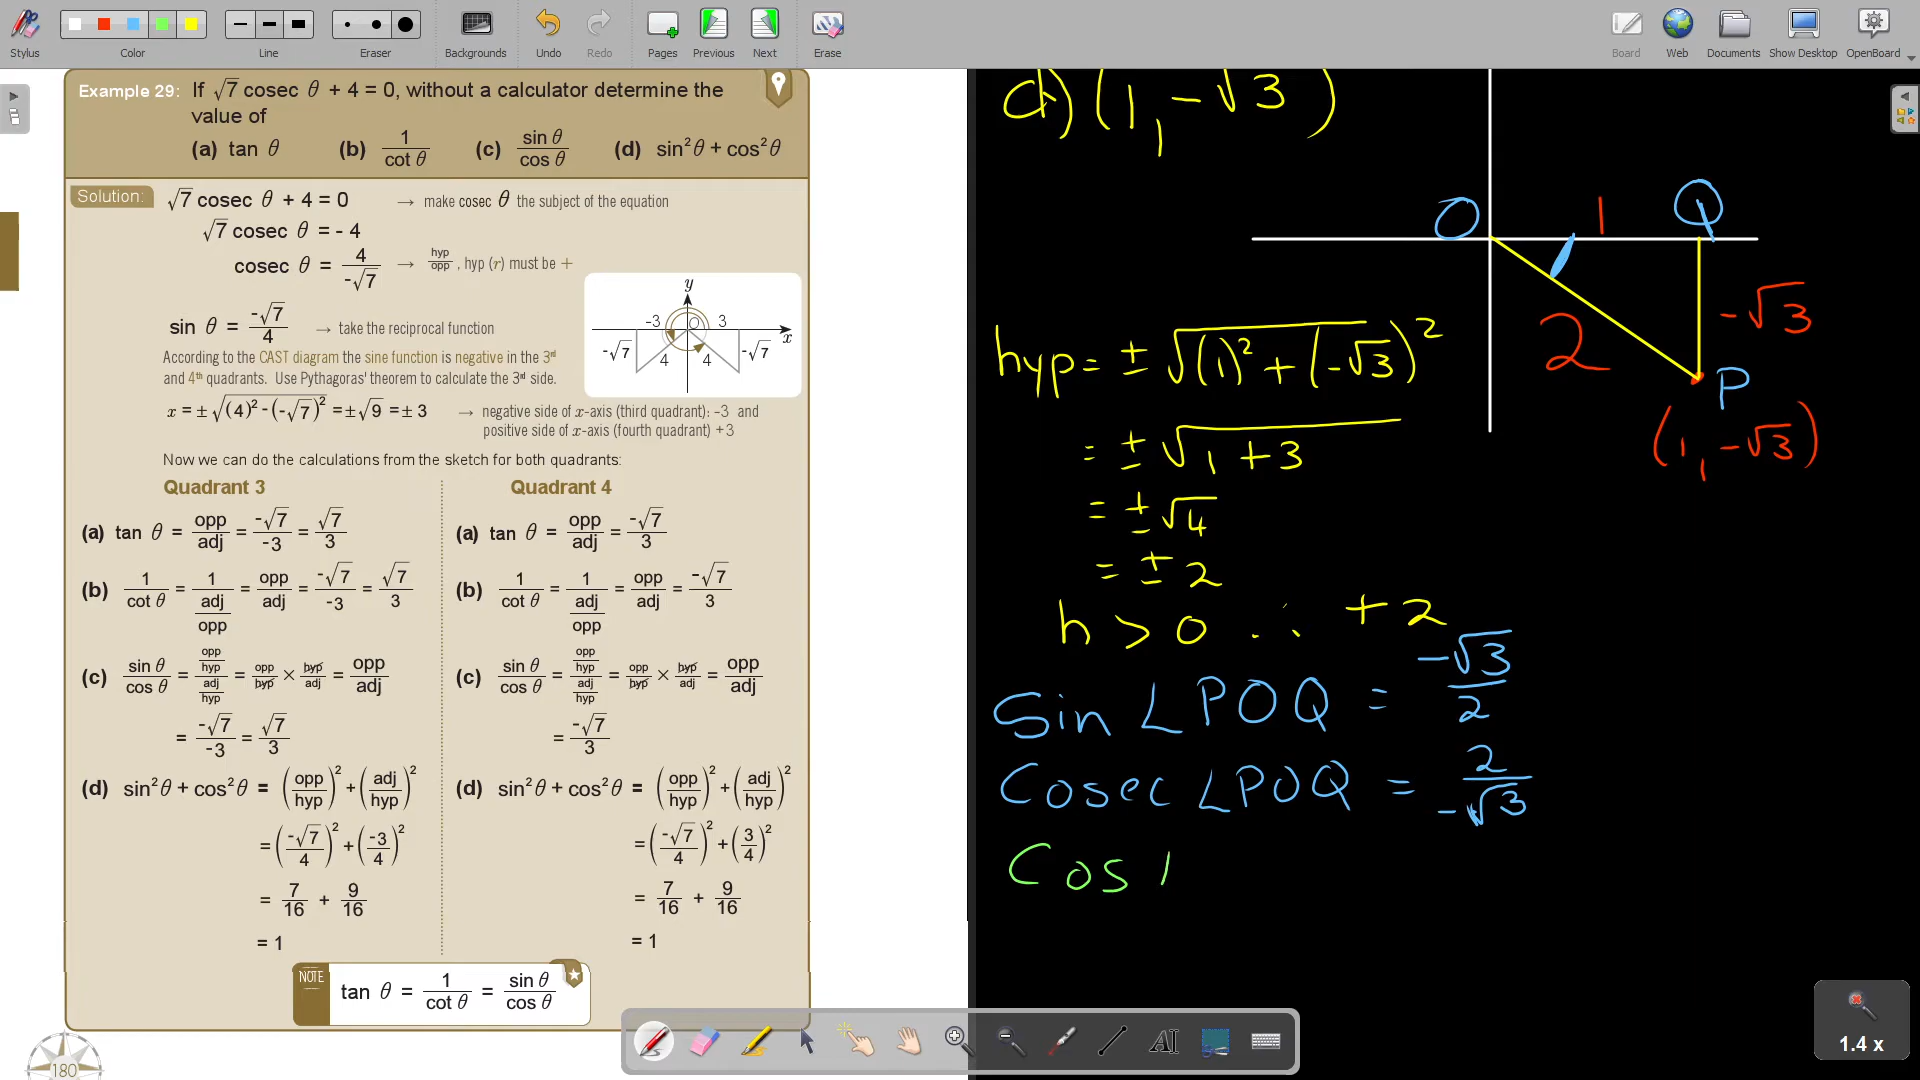 Stylus Color Line Eraser Backgrounds Undo Redo Pages Previous Next Erase Board Web Documents Show Desktop OpenBoard
Example 29: If √7 cosec θ + 4 = 0, without a calculator determine the
value of
(a) tan θ (b) 1/cot θ (c) sin θ/cos θ (d) sin²θ + cos²θ
Solution: √7 cosec θ + 4 = 0 → make cosec θ the subject of the equation
√7 cosec θ = - 4
cosec θ = 4/-√7 → hyp/opp , hyp (r) must be +
sin θ = -√7/4 → take the reciprocal function
According to the CAST diagram the sine function is negative in the 3rd
and 4th quadrants. Use Pythagoras' theorem to calculate the 3rd side.
x = ± √(4)² - (-√7)² = ± √9 = ± 3 → negative side of x-axis (third quadrant): -3 and
positive side of x-axis (fourth quadrant) +3
y
-3 O 3 x
-√7 4 4 -√7
Now we can do the calculations from the sketch for both quadrants:
Quadrant 3
(a) tan θ = opp/adj = -√7/-3 = √7/3
(b) 1/cot θ = 1/(adj/opp) = opp/adj = -√7/-3 = √7/3
(c) sin θ/cos θ = (opp/hyp)/(adj/hyp) = opp/hyp × hyp/adj = opp/adj
= -√7/-3 = √7/3
(d) sin²θ + cos²θ = (opp/hyp)² + (adj/hyp)²
= (-√7/4)² + (-3/4)²
= 7/16 + 9/16
= 1
Quadrant 4
(a) tan θ = opp/adj = -√7/3
(b) 1/cot θ = 1/(adj/opp) = opp/adj = -√7/3
(c) sin θ/cos θ = (opp/hyp)/(adj/hyp) = opp/hyp × hyp/adj = opp/adj
= -√7/3
(d) sin²θ + cos²θ = (opp/hyp)² + (adj/hyp)²
= (-√7/4)² + (3/4)²
= 7/16 + 9/16
= 1
NOTE tan θ = 1/cot θ = sin θ/cos θ
180
d) (1, -√3)
O 1 Q
2 -√3
P
(1, -√3)
hyp = ± √(1)² + (-√3)²
= ± √1 + 3
= ± √4
= ± 2
h > 0 ∴ + 2
Sin ∠POQ = -√3/2
Cosec ∠POQ = 2/-√3
Cos
1.4 x